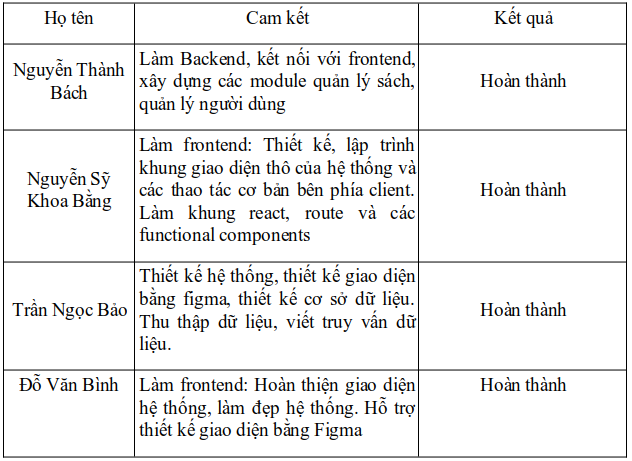 Họ tên
Cam kết
Kết quả
Nguyễn Thành
Bách
Làm Backend, kết nối với frontend,
xây dựng các module quản lý sách,
quản lý người dùng
Hoàn thành
Nguyễn Sỹ
Khoa Bằng
Làm frontend: Thiết kế, lập trình
khung giao diện thô của hệ thống và
các thao tác cơ bản bên phía client.
Làm khung react, route và các
functional components
Hoàn thành
Trần Ngọc Bảo
Thiết kế hệ thống, thiết kế giao diện
bằng figma, thiết kế cơ sở dữ liệu.
Thu thập dữ liệu, viết truy vấn dữ
liệu.
Hoàn thành
Đỗ Văn Bình
Làm frontend: Hoàn thiện giao diện
hệ thống, làm đẹp hệ thống. Hỗ trợ
thiết kế giao diện bằng Figma
Hoàn thành